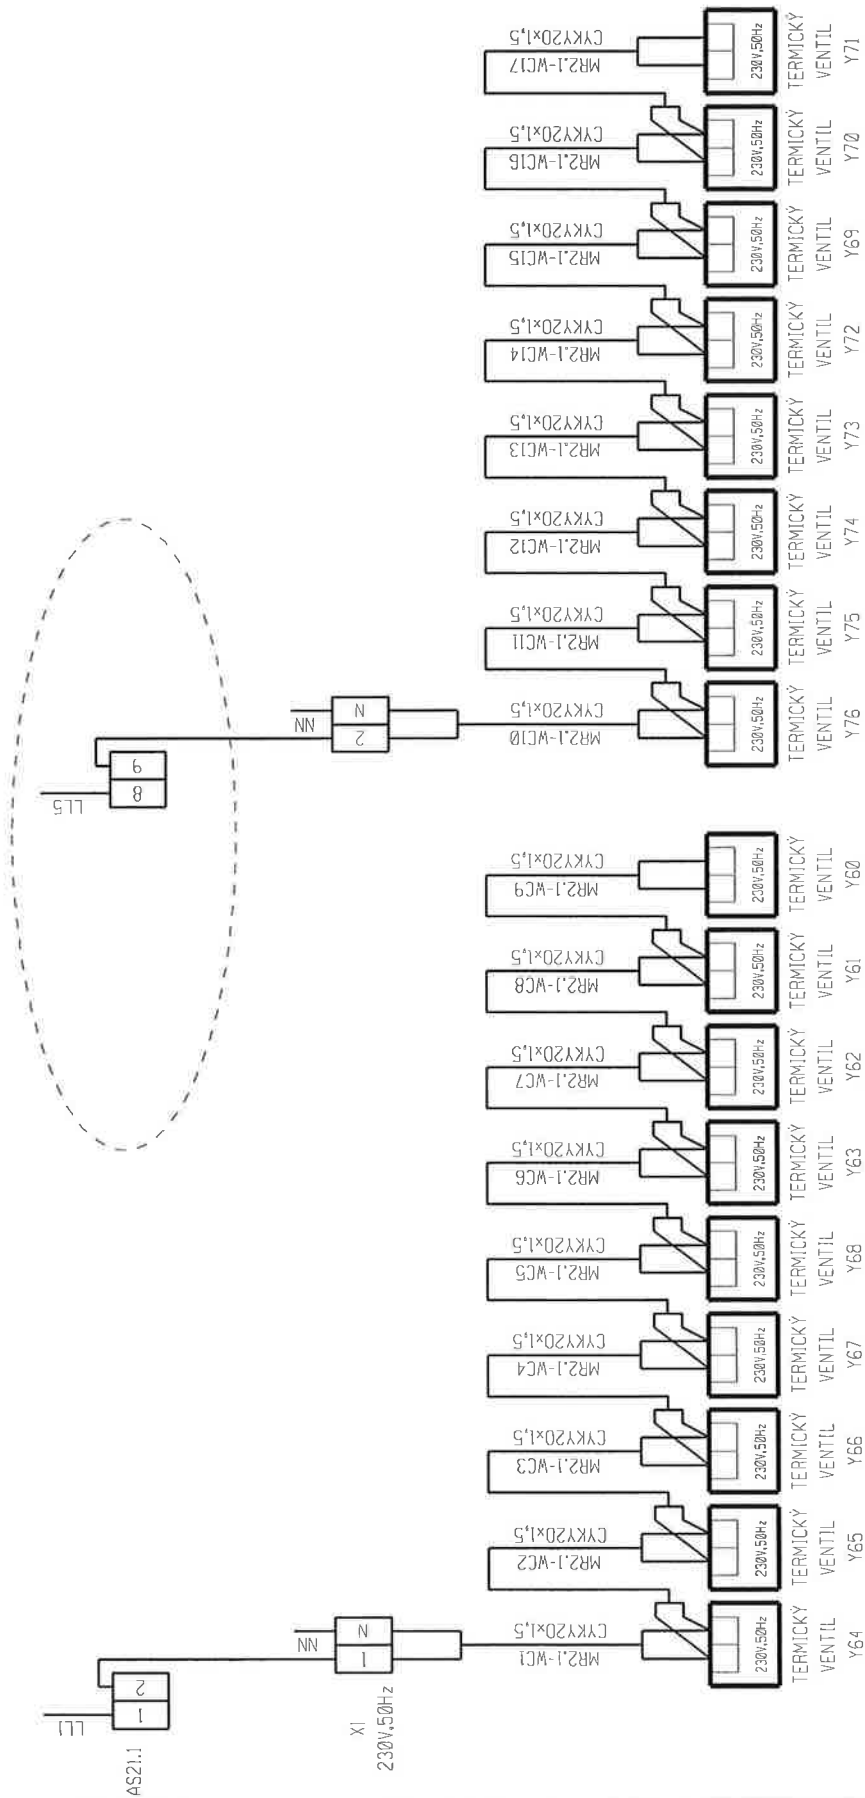 LL1
1
2
AS21.1
NN
1
N
X1
230V,50Hz
LL5
8
9
NN
2
N
MR2.1-WC1
CYKY2Ox1,5
MR2.1-WC2
CYKY2Ox1,5
MR2.1-WC3
CYKY2Ox1,5
MR2.1-WC4
CYKY2Ox1,5
MR2.1-WC5
CYKY2Ox1,5
MR2.1-WC6
CYKY2Ox1,5
MR2.1-WC7
CYKY2Ox1,5
MR2.1-WC8
CYKY2Ox1,5
MR2.1-WC9
CYKY2Ox1,5
MR2.1-WC10
CYKY2Ox1,5
MR2.1-WC11
CYKY2Ox1,5
MR2.1-WC12
CYKY2Ox1,5
MR2.1-WC13
CYKY2Ox1,5
MR2.1-WC14
CYKY2Ox1,5
MR2.1-WC15
CYKY2Ox1,5
MR2.1-WC16
CYKY2Ox1,5
MR2.1-WC17
CYKY2Ox1,5
230V,50Hz
TERMICKÝ
VENTIL
Y64
230V,50Hz
TERMICKÝ
VENTIL
Y65
230V,50Hz
TERMICKÝ
VENTIL
Y66
230V,50Hz
TERMICKÝ
VENTIL
Y67
230V,50Hz
TERMICKÝ
VENTIL
Y68
230V,50Hz
TERMICKÝ
VENTIL
Y63
230V,50Hz
TERMICKÝ
VENTIL
Y62
230V,50Hz
TERMICKÝ
VENTIL
Y61
230V,50Hz
TERMICKÝ
VENTIL
Y60
230V,50Hz
TERMICKÝ
VENTIL
Y76
230V,50Hz
TERMICKÝ
VENTIL
Y75
230V,50Hz
TERMICKÝ
VENTIL
Y74
230V,50Hz
TERMICKÝ
VENTIL
Y73
230V,50Hz
TERMICKÝ
VENTIL
Y72
230V,50Hz
TERMICKÝ
VENTIL
Y69
230V,50Hz
TERMICKÝ
VENTIL
Y70
230V,50Hz
TERMICKÝ
VENTIL
Y71